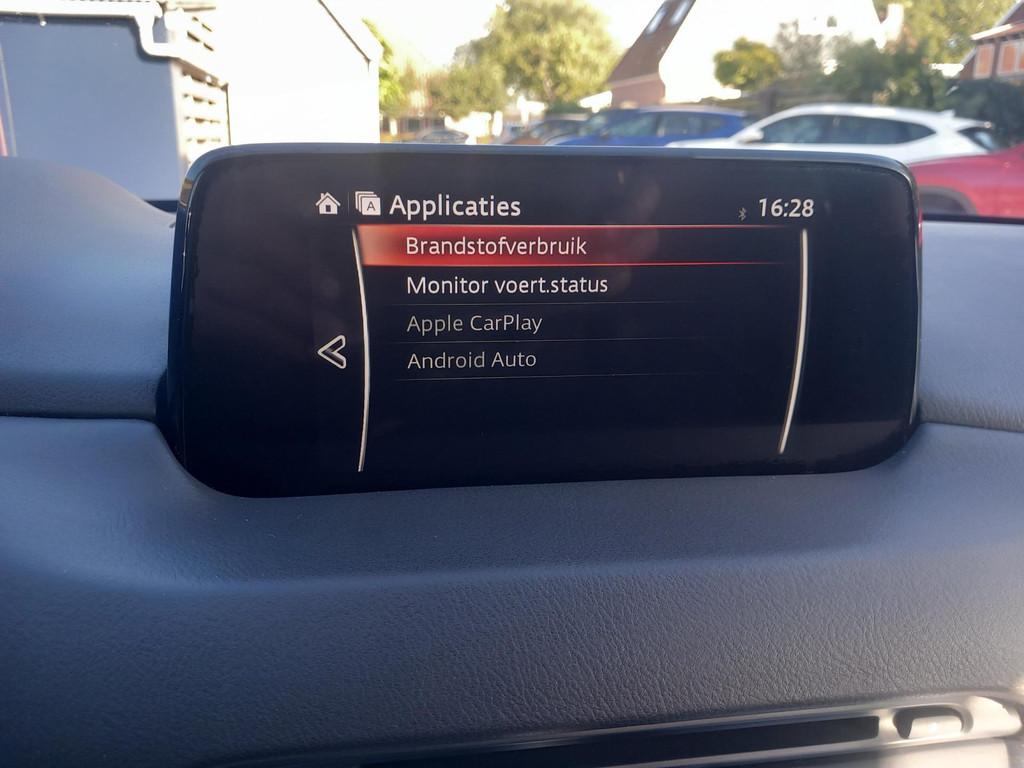 Applicaties
16:28
Brandstofverbruik
Monitor voert.status
Apple CarPlay
Android Auto